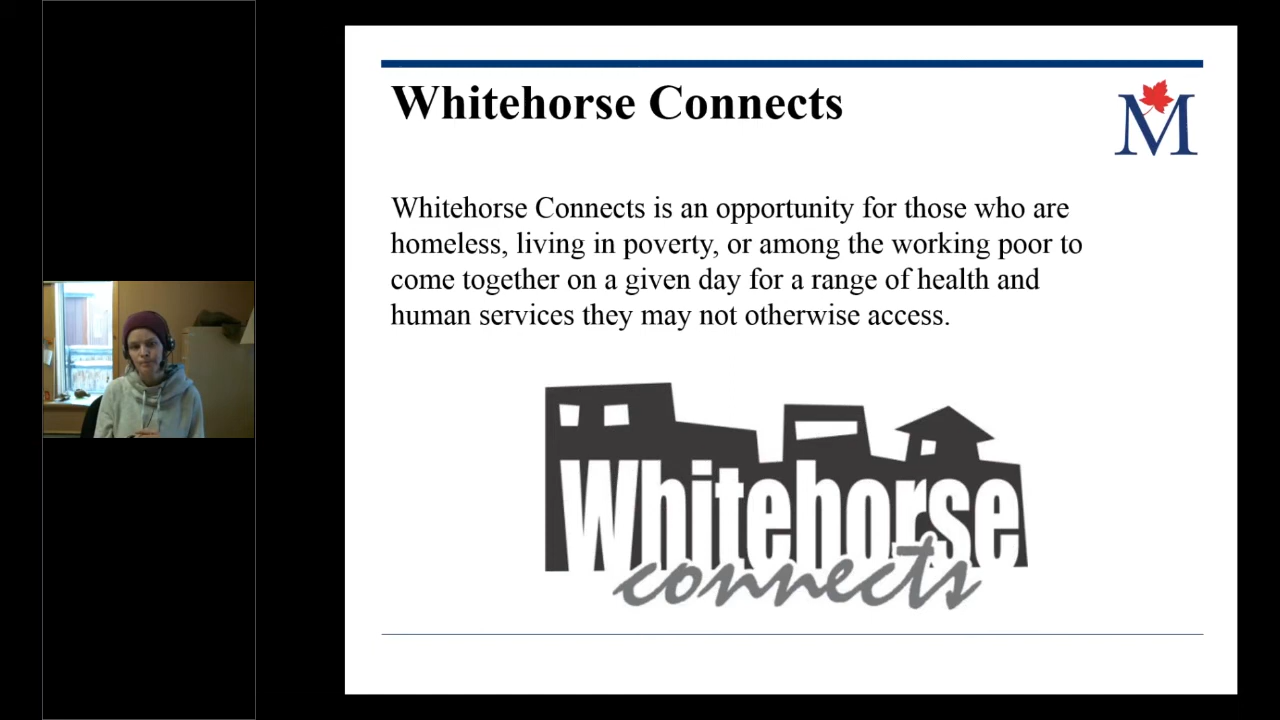 Whitehorse Connects
M
Whitehorse Connects is an opportunity for those who are
homeless, living in poverty, or among the working poor to
come together on a given day for a range of health and
human services they may not otherwise access.
Whitehorse
connects